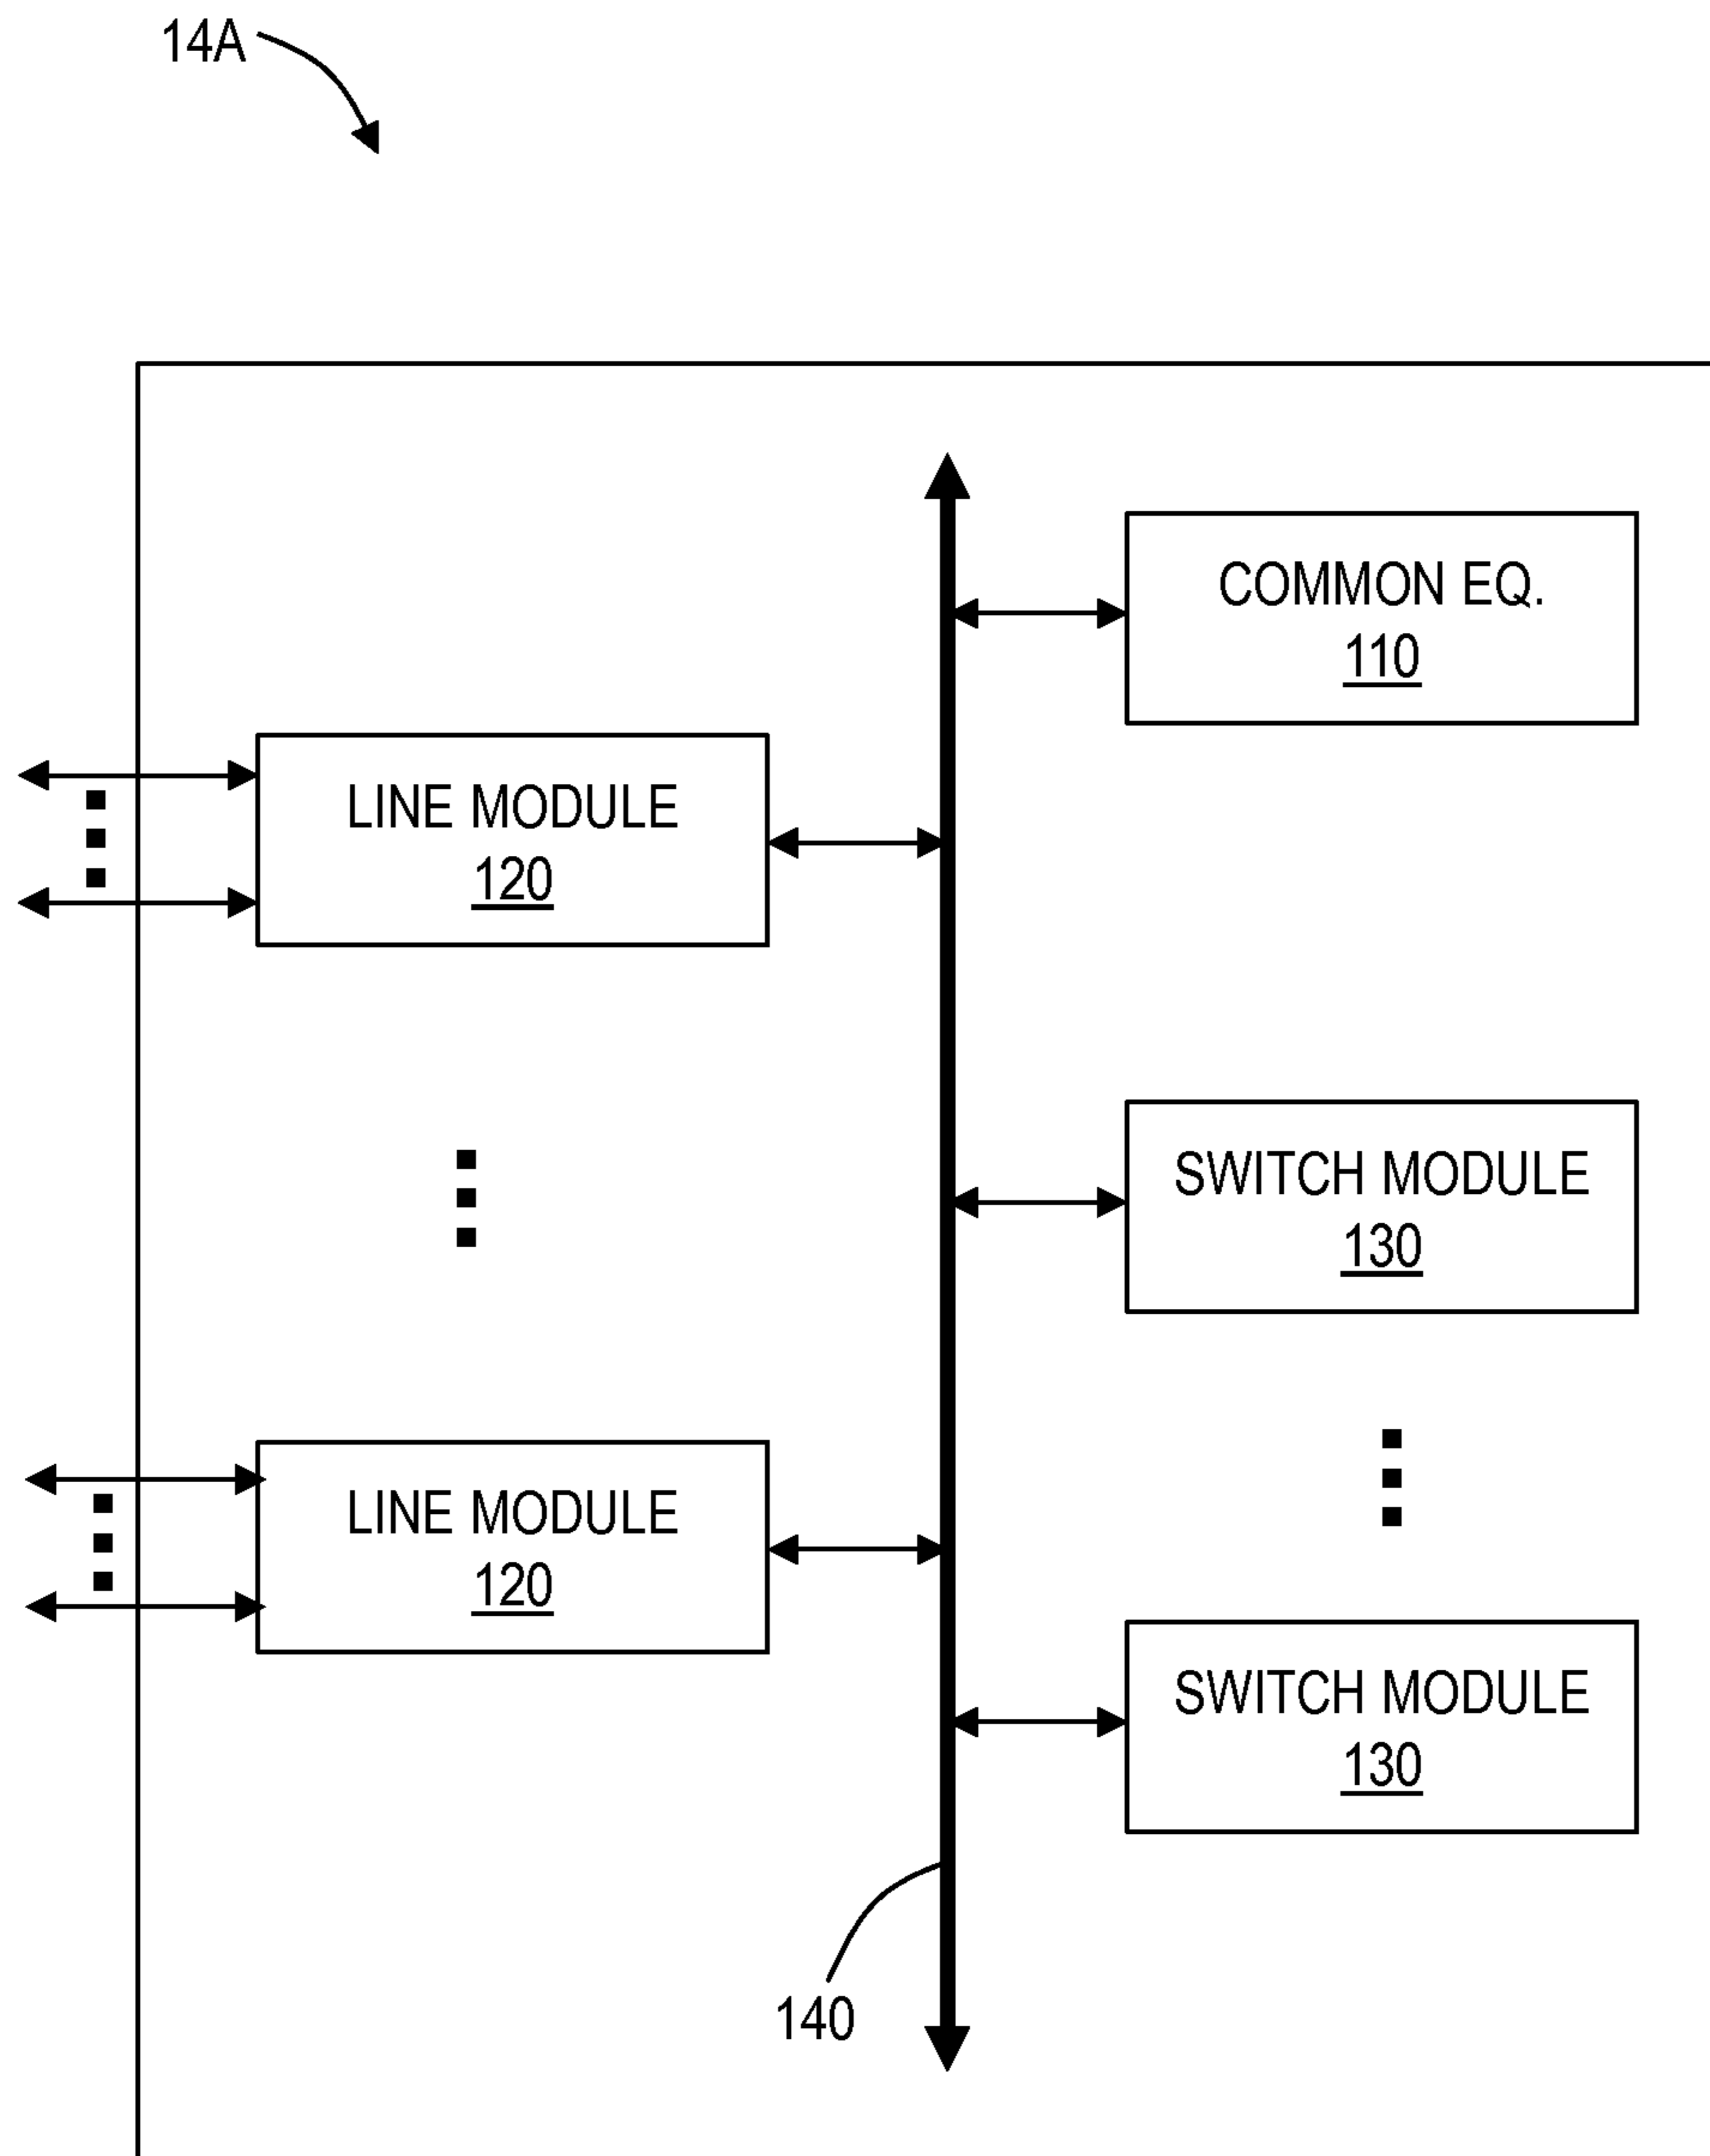 14A
COMMON EQ.
110
LINE MODULE
120
SWITCH MODULE
130
LINE MODULE
120
SWITCH MODULE
130
140